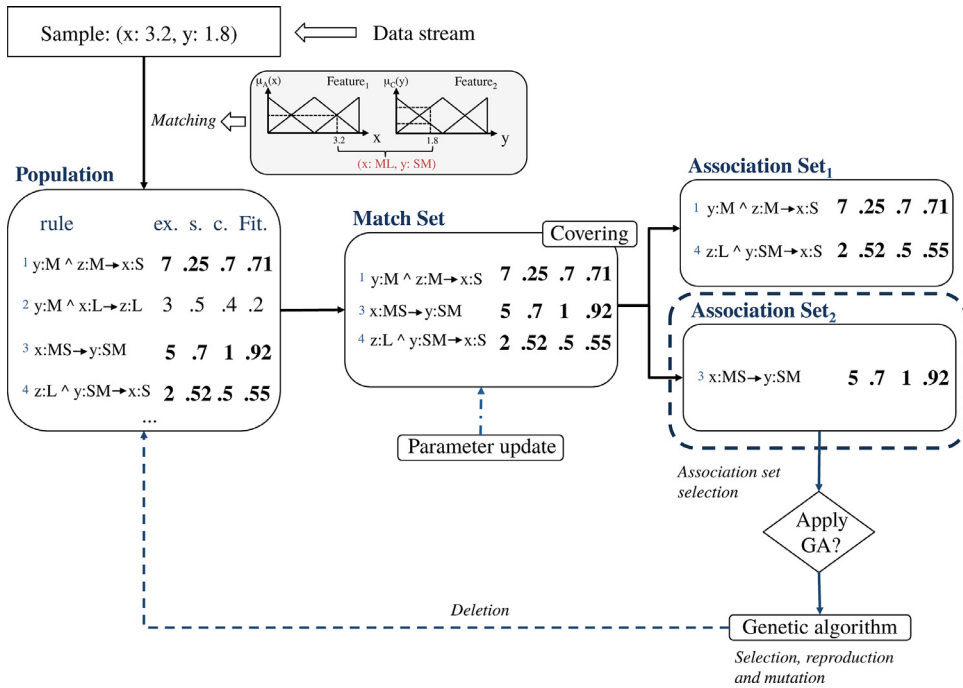 Sample: (x: 3.2, y: 1.8)
Data stream
Matching
μA(x)
Feature1
x
3.2
μC(y)
Feature2
y
1.8
(x: ML, y: SM)
Population
rule ex. s. c. Fit.
1 y:M ^ z:M→x:S 7 .25 .7 .71
2 y:M ^ x:L→z:L 3 .5 .4 .2
3 x:MS→y:SM 5 .7 1 .92
4 z:L ^ y:SM→x:S 2 .52 .5 .55
...
Match Set
Covering
1 y:M ^ z:M→x:S 7 .25 .7 .71
3 x:MS→y:SM 5 .7 1 .92
4 z:L ^ y:SM→x:S 2 .52 .5 .55
Parameter update
Association Set1
1 y:M ^ z:M→x:S 7 .25 .7 .71
4 z:L ^ y:SM→x:S 2 .52 .5 .55
Association Set2
3 x:MS→y:SM 5 .7 1 .92
Association set
selection
Apply
GA?
Deletion
Genetic algorithm
Selection, reproduction
and mutation